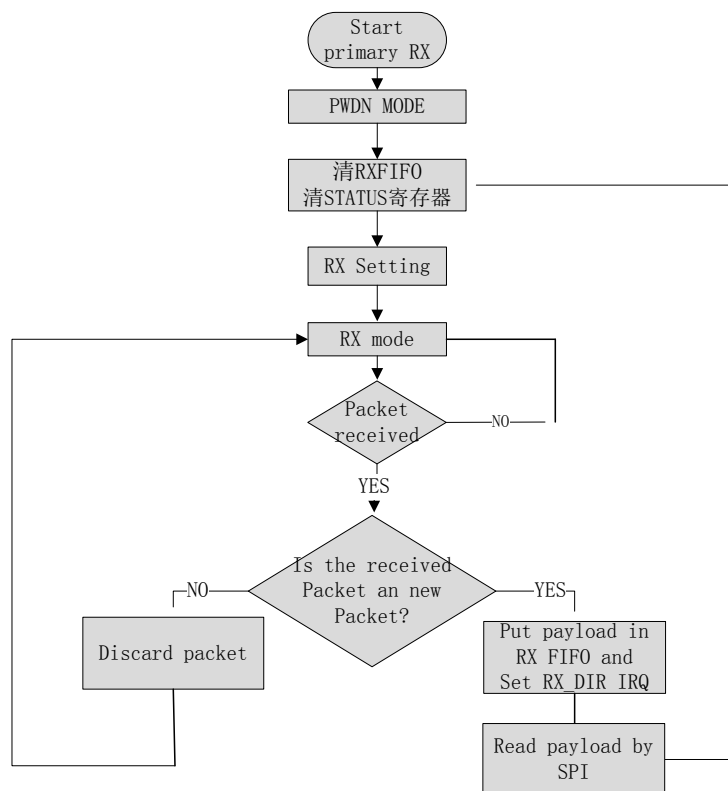 Start
primary RX
PWDN MODE
清RXFIFO
清STATUS寄存器
RX Setting
RX mode
Packet
received
NO
YES
Is the received
Packet an new
Packet?
NO
YES
Discard packet
Put payload in
RX FIFO and
Set RX_DIR IRQ
Read payload by
SPI